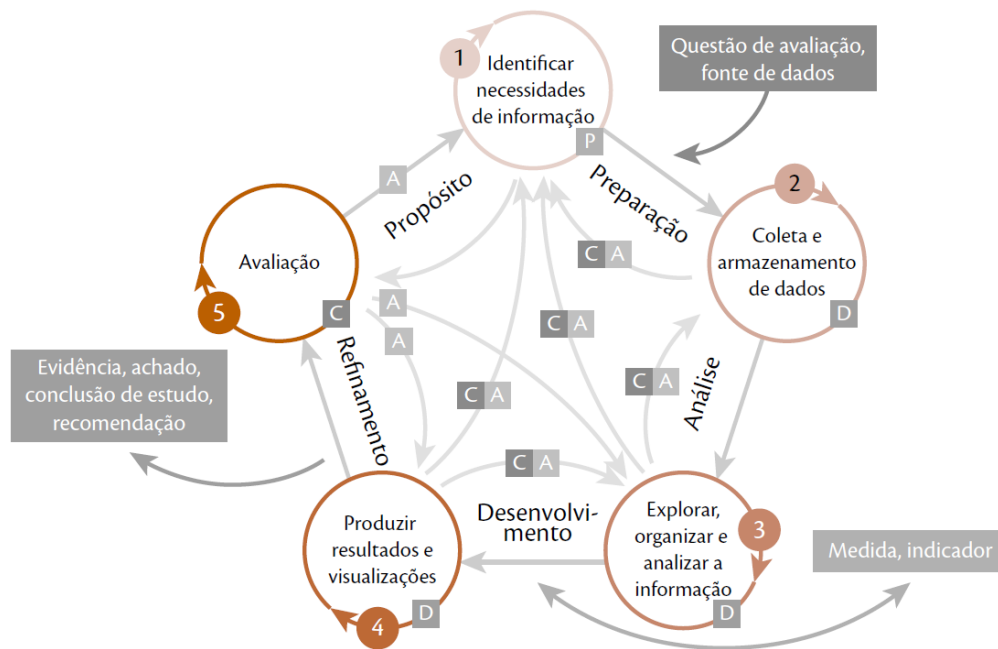 1
Identificar
necessidades
de informação
P
Questão de avaliação,
fonte de dados
A
Propósito
Preparação
2
Coleta e
armazenamento
de dados
D
Avaliação
5
C
C A
A
A
C A
C A
C A
C A
Refinamento
Análise
Evidência, achado,
conclusão de estudo,
recomendação
Desenvolvi-
mento
Produzir
resultados e
visualizações
4
D
Explorar,
organizar e
analizar a
informação
3
D
Medida, indicador